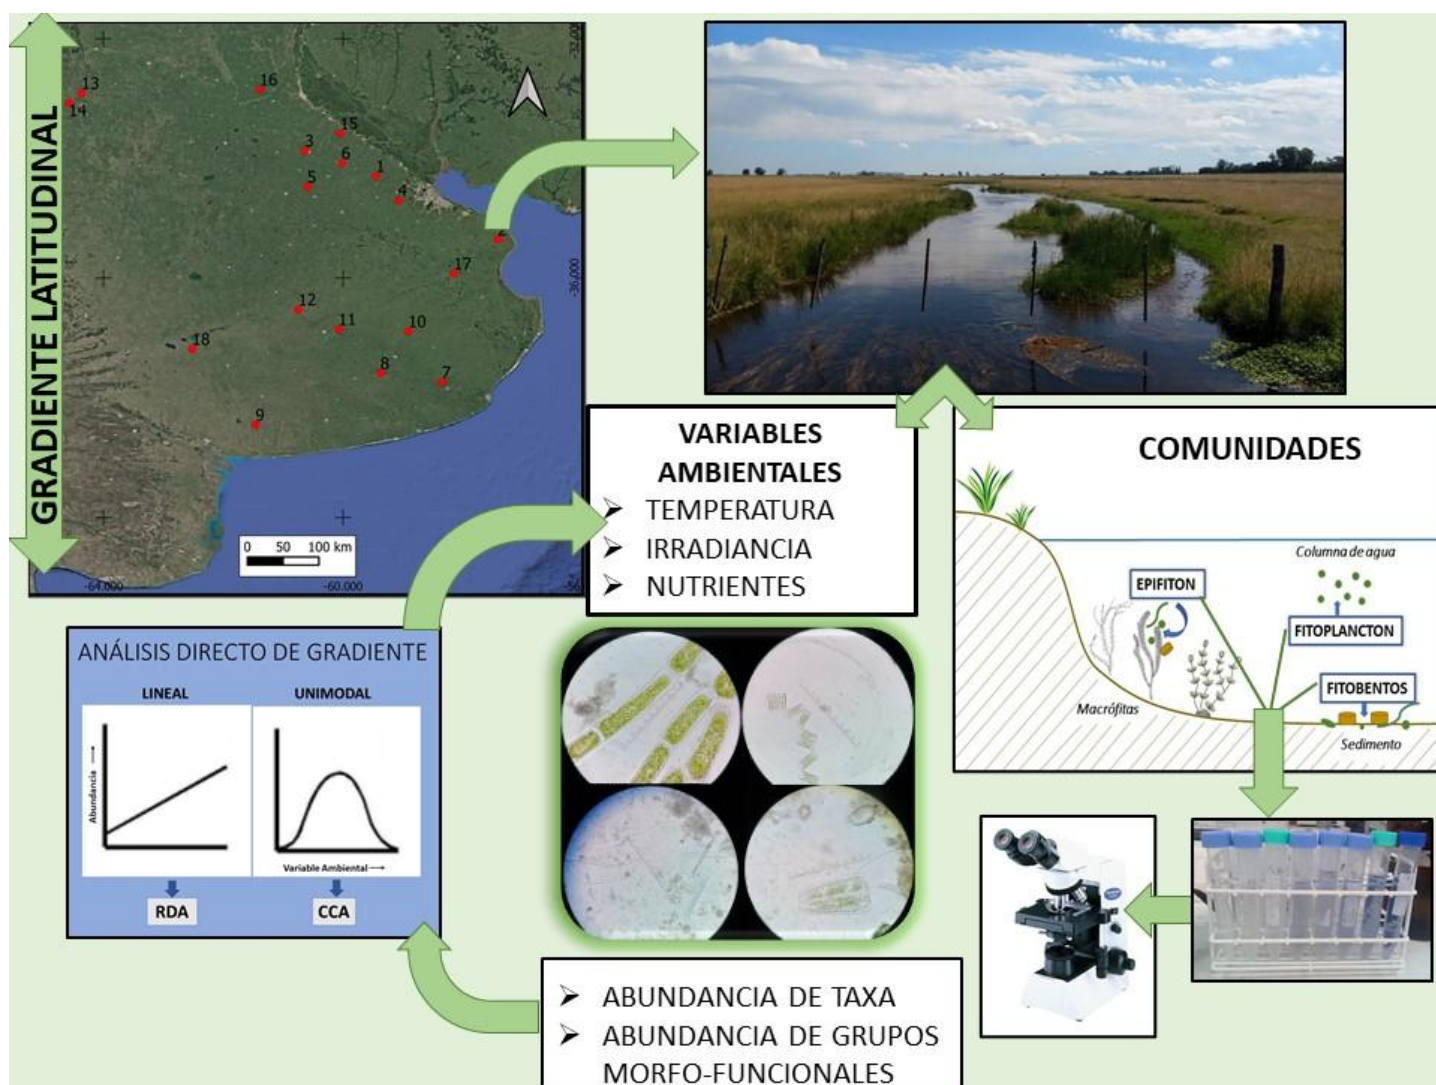 GRADIENTE LATITUDINAL
13
14
16
15
3
6
1
5
4
2
17
12
11
10
18
8
7
9
-32.000
-36.000
0 50 100 km
-64.000
-60.000
-56
VARIABLES
AMBIENTALES
➢ TEMPERATURA
➢ IRRADIANCIA
➢ NUTRIENTES
COMUNIDADES
Columna de agua
EPIFITON
FITOPLANCTON
FITOBENTOS
Macrófitas
Sedimento
ANÁLISIS DIRECTO DE GRADIENTE
LINEAL
UNIMODAL
Abundancia →
Variable Ambiental →
RDA
CCA
➢ ABUNDANCIA DE TAXA
➢ ABUNDANCIA DE GRUPOS
MORFO-FUNCIONALES